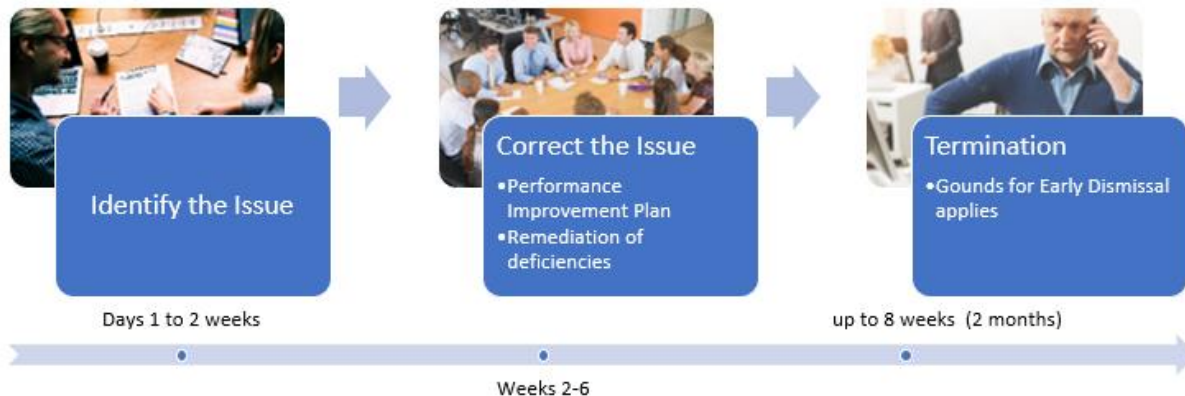 Identify the Issue
Correct the Issue
•Performance
Improvement Plan
•Remediation of
deficiencies
Termination
•Gounds for Early Dismissal
applies
Days 1 to 2 weeks
Weeks 2-6
up to 8 weeks (2 months)